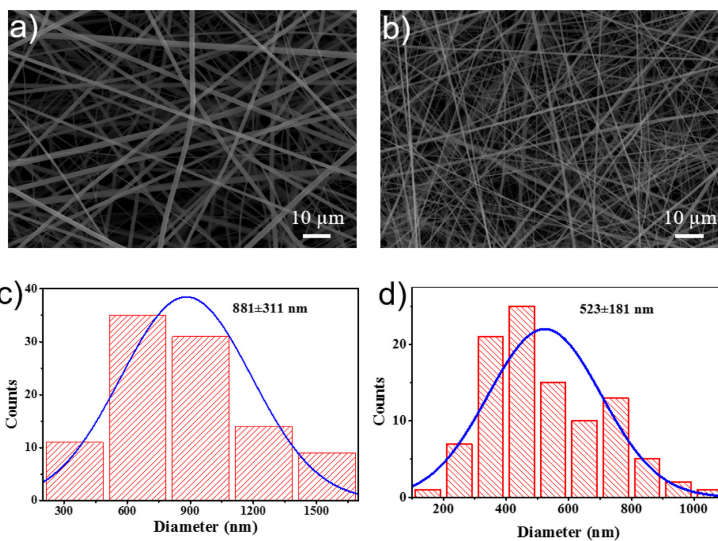 a)
10 µm
b)
10 µm
c)
881±311 nm
40
30
20
10
0
Counts
300 600 900 1200 1500
Diameter (nm)
d)
523±181 nm
20
10
0
Counts
200 400 600 800 1000
Diameter (nm)